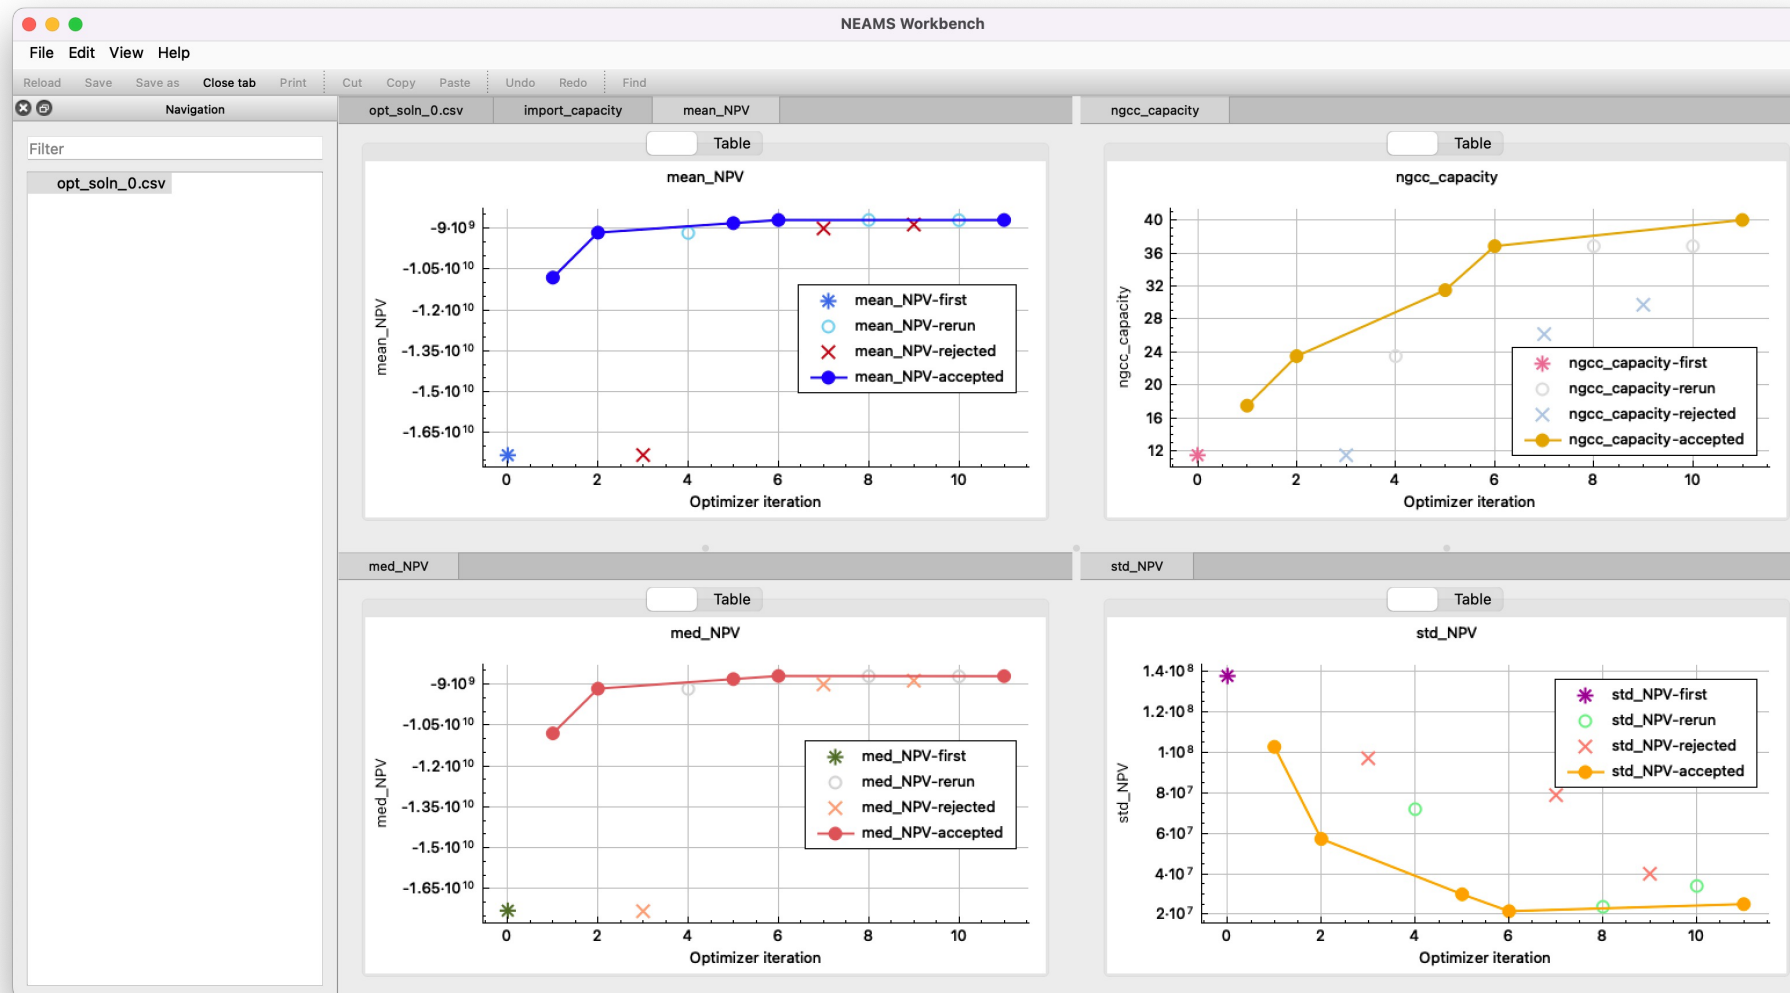 NEAMS Workbench
File Edit View Help
Reload Save Save as Close tab Print Cut Copy Paste Undo Redo Find
Navigation
Filter
opt_soln_0.csv
opt_soln_0.csv import_capacity mean_NPV
Table
mean_NPV
mean_NPV
-9·10⁹
-1.05·10¹⁰
-1.2·10¹⁰
-1.35·10¹⁰
-1.5·10¹⁰
-1.65·10¹⁰
mean_NPV-first
mean_NPV-rerun
mean_NPV-rejected
mean_NPV-accepted
0 2 4 6 8 10
Optimizer iteration
ngcc_capacity
Table
ngcc_capacity
ngcc_capacity
40
36
32
28
24
20
16
12
ngcc_capacity-first
ngcc_capacity-rerun
ngcc_capacity-rejected
ngcc_capacity-accepted
0 2 4 6 8 10
Optimizer iteration
med_NPV
Table
med_NPV
med_NPV
-9·10⁹
-1.05·10¹⁰
-1.2·10¹⁰
-1.35·10¹⁰
-1.5·10¹⁰
-1.65·10¹⁰
med_NPV-first
med_NPV-rerun
med_NPV-rejected
med_NPV-accepted
0 2 4 6 8 10
Optimizer iteration
std_NPV
Table
std_NPV
std_NPV
1.4·10⁸
1.2·10⁸
1·10⁸
8·10⁷
6·10⁷
4·10⁷
2·10⁷
std_NPV-first
std_NPV-rerun
std_NPV-rejected
std_NPV-accepted
0 2 4 6 8 10
Optimizer iteration